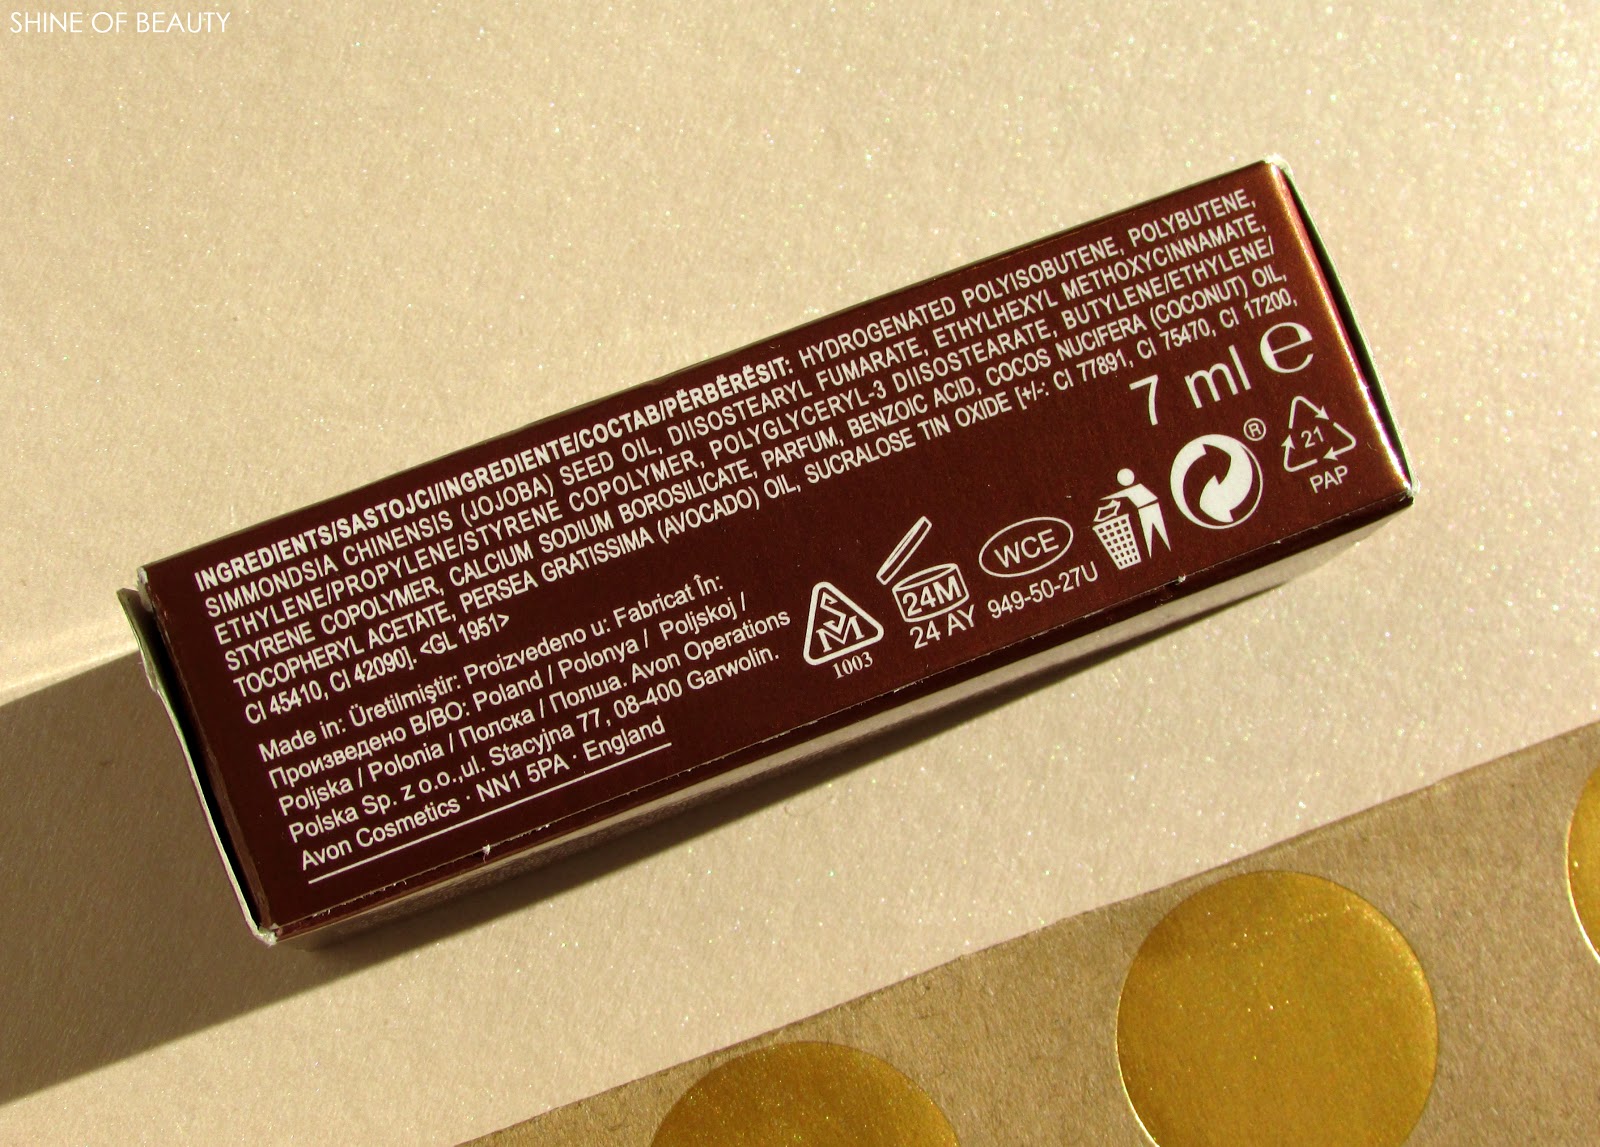 SHINE OF BEAUTY
INGREDIENTS/SASTOJCI/INGREDIENTE/СОСТАВ/PËRBËRËSIT: HYDROGENATED POLYISOBUTENE, POLYBUTENE,
SIMMONDSIA CHINENSIS (JOJOBA) SEED OIL, DIISOSTEARYL FUMARATE, ETHYLHEXYL METHOXYCINNAMATE,
ETHYLENE/PROPYLENE/STYRENE COPOLYMER, POLYGLYCERYL-3 DIISOSTEARATE, BUTYLENE/ETHYLENE/
STYRENE COPOLYMER, CALCIUM SODIUM BOROSILICATE, PARFUM, BENZOIC ACID, COCOS NUCIFERA (COCONUT) OIL,
TOCOPHERYL ACETATE, PERSEA GRATISSIMA (AVOCADO) OIL, SUCRALOSE TIN OXIDE [+/-: CI 77891, CI 75470, CI 17200,
CI 45410, CI 42090]. <GL 1951>
7 ml e
Made in: Üretilmiştir: Proizvedeno u: Fabricat În:
Произведено В/ВО: Poland / Polonya / Poljskoj /
Poljska / Polonia / Полска / Полша. Avon Operations
Polska Sp. z o.o.,ul. Stacyjna 77, 08-400 Garwolin.
Avon Cosmetics · NN1 5PA · England
1003
24M
24 AY
WCE
949-50-27U
®
21
PAP